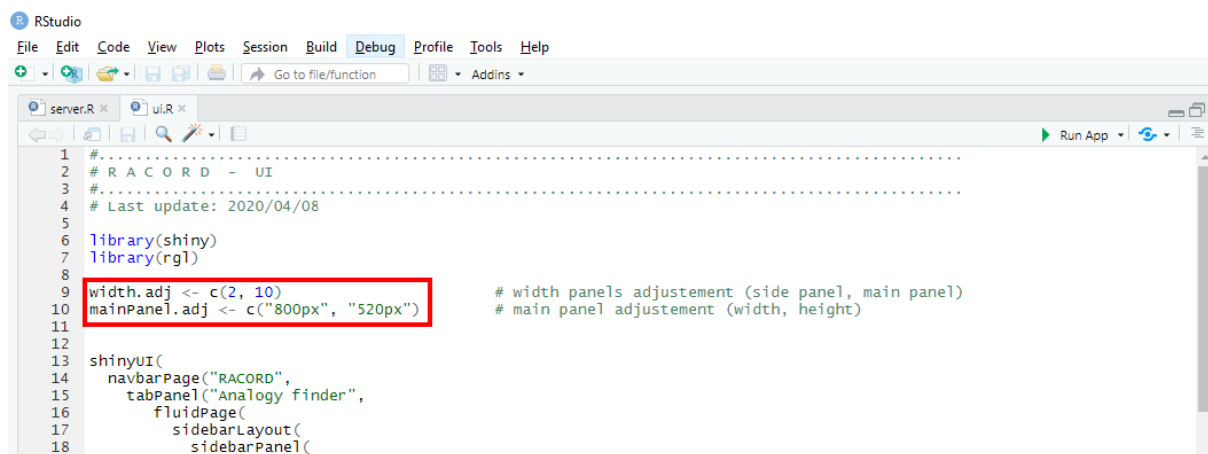 RStudio
File Edit Code View Plots Session Build Debug Profile Tools Help
Go to file/function Addins
server.R ui.R
Run App
1 #...............................................................................................
2 # R A C O R D - UI
3 #...............................................................................................
4 # Last update: 2020/04/08
5
6 library(shiny)
7 library(rgl)
8
9 width.adj <- c(2, 10) # width panels adjustement (side panel, main panel)
10 mainPanel.adj <- c("800px", "520px") # main panel adjustement (width, height)
11
12
13 shinyUI(
14 navbarPage("RACORD",
15 tabPanel("Analogy finder",
16 fluidPage(
17 sidebarLayout(
18 sidebarPanel(